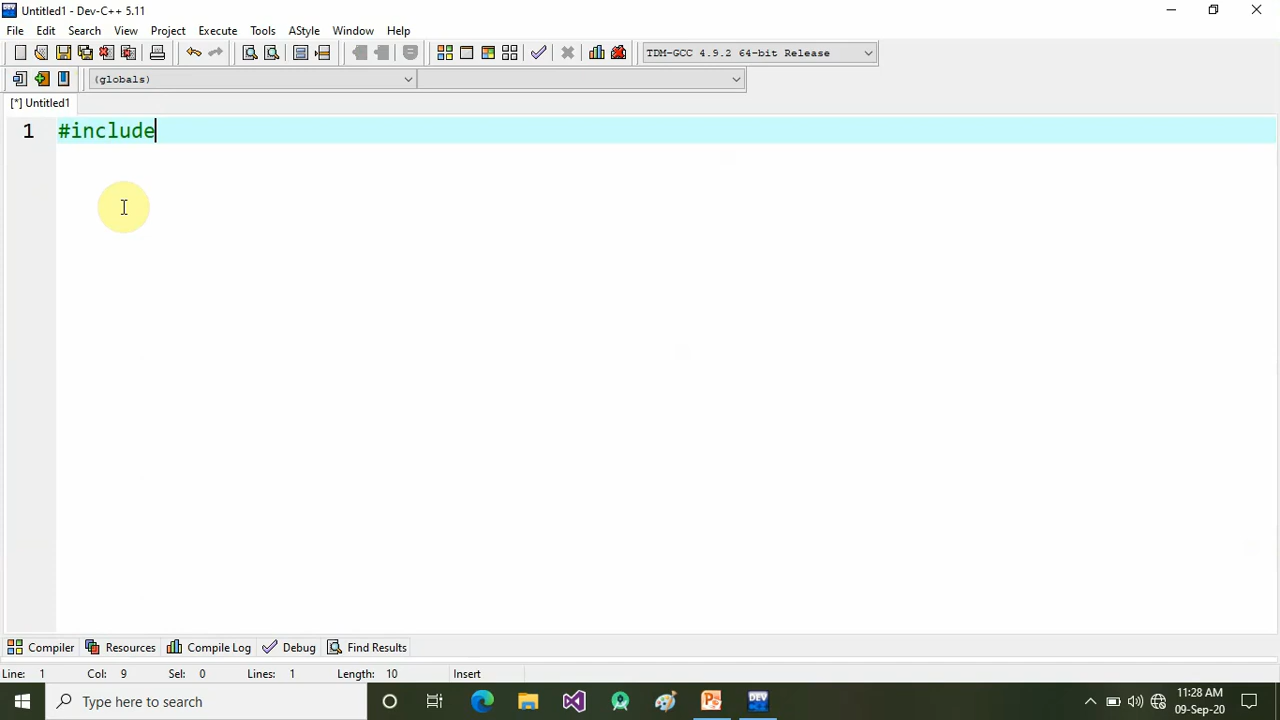 Untitled1 - Dev-C++ 5.11
File Edit Search View Project Execute Tools AStyle Window Help
TDM-GCC 4.9.2 64-bit Release
(globals)
[*] Untitled1
1 #include
Compiler Resources Compile Log Debug Find Results
Line: 1 Col: 9 Sel: 0 Lines: 1 Length: 10 Insert
Type here to search
11:28 AM
09-Sep-20